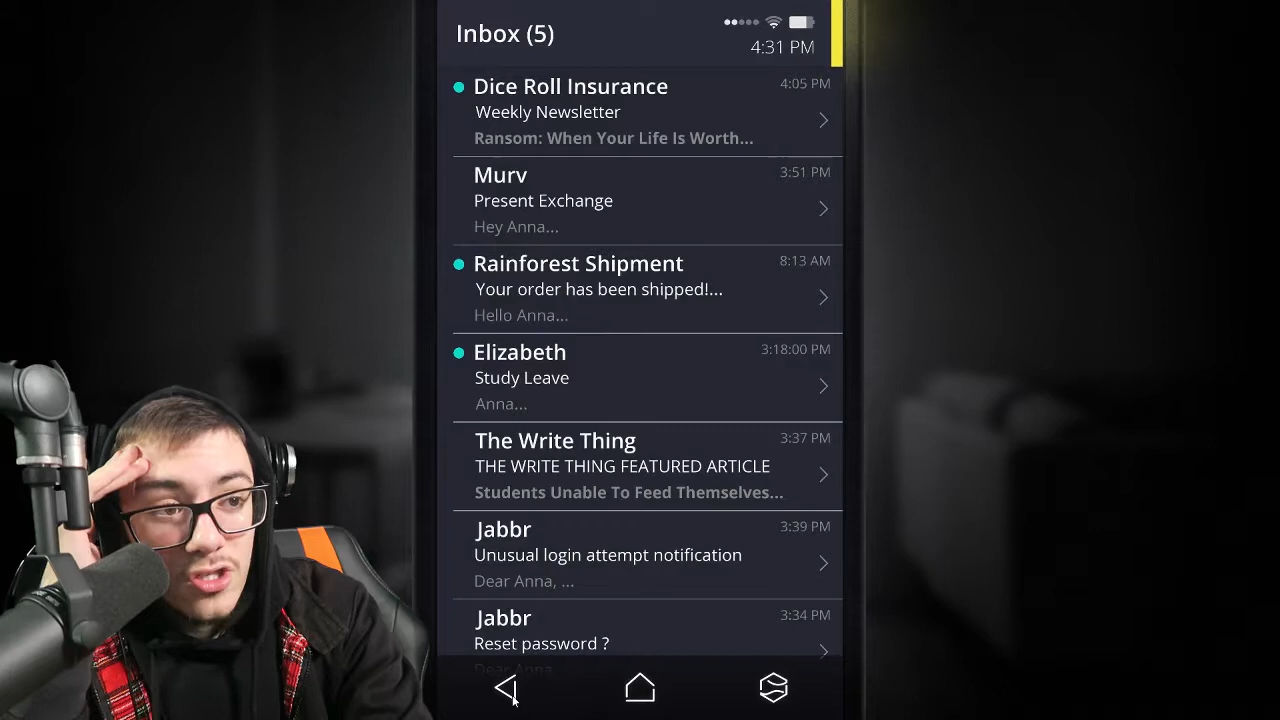 Inbox (5)
4:31 PM
Dice Roll Insurance 4:05 PM
Weekly Newsletter
Ransom: When Your Life Is Worth...
Murv 3:51 PM
Present Exchange
Hey Anna...
Rainforest Shipment 8:13 AM
Your order has been shipped!...
Hello Anna...
Elizabeth 3:18:00 PM
Study Leave
Anna...
The Write Thing 3:37 PM
THE WRITE THING FEATURED ARTICLE
Students Unable To Feed Themselves...
Jabbr 3:39 PM
Unusual login attempt notification
Dear Anna, ...
Jabbr 3:34 PM
Reset password ?
Dear Anna